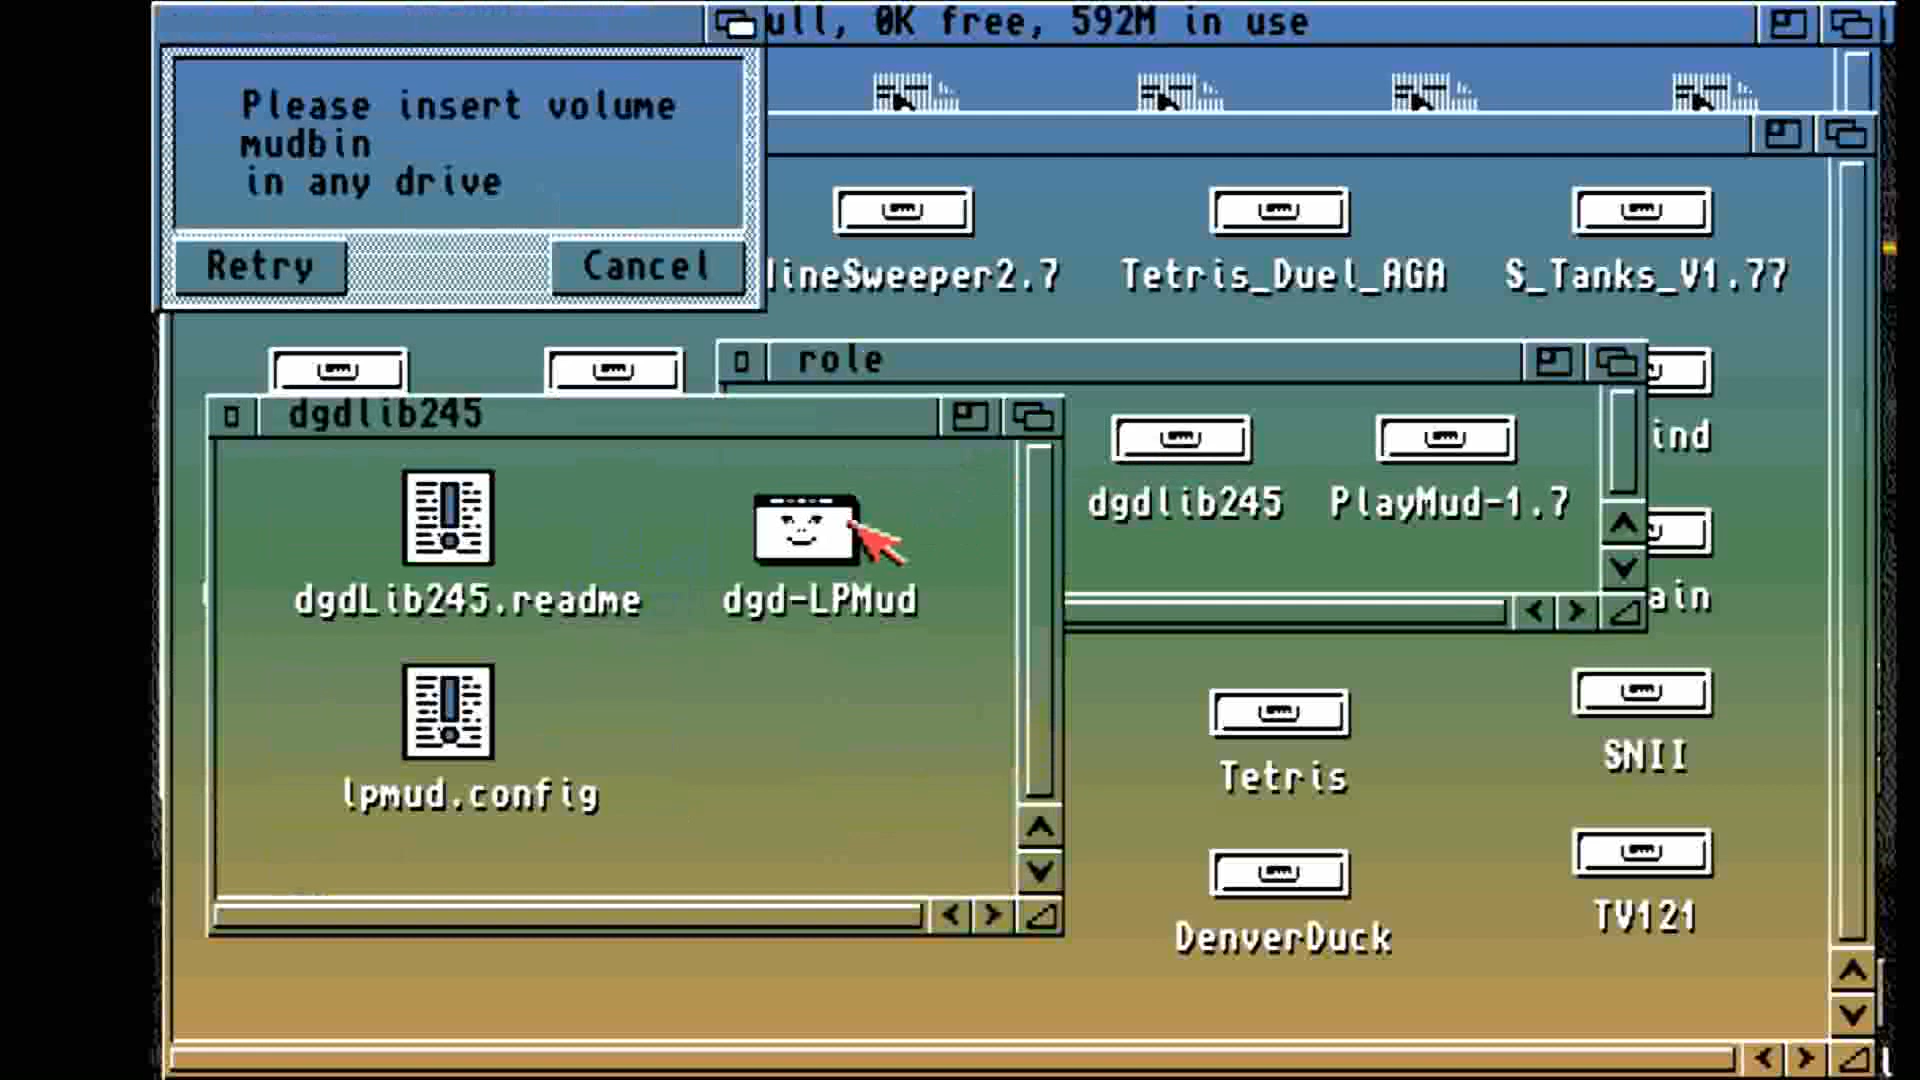 ull, 0K free, 592M in use
Please insert volume
mudbin
in any drive
Retry
Cancel
ineSweeper2.7
Tetris_Duel_AGA
S_Tanks_V1.77
role
dgdlib245
PlayMud-1.7
ind
ain
dgdlib245
dgdLib245.readme
dgd-LPMud
lpmud.config
Tetris
SNII
DenverDuck
TV121